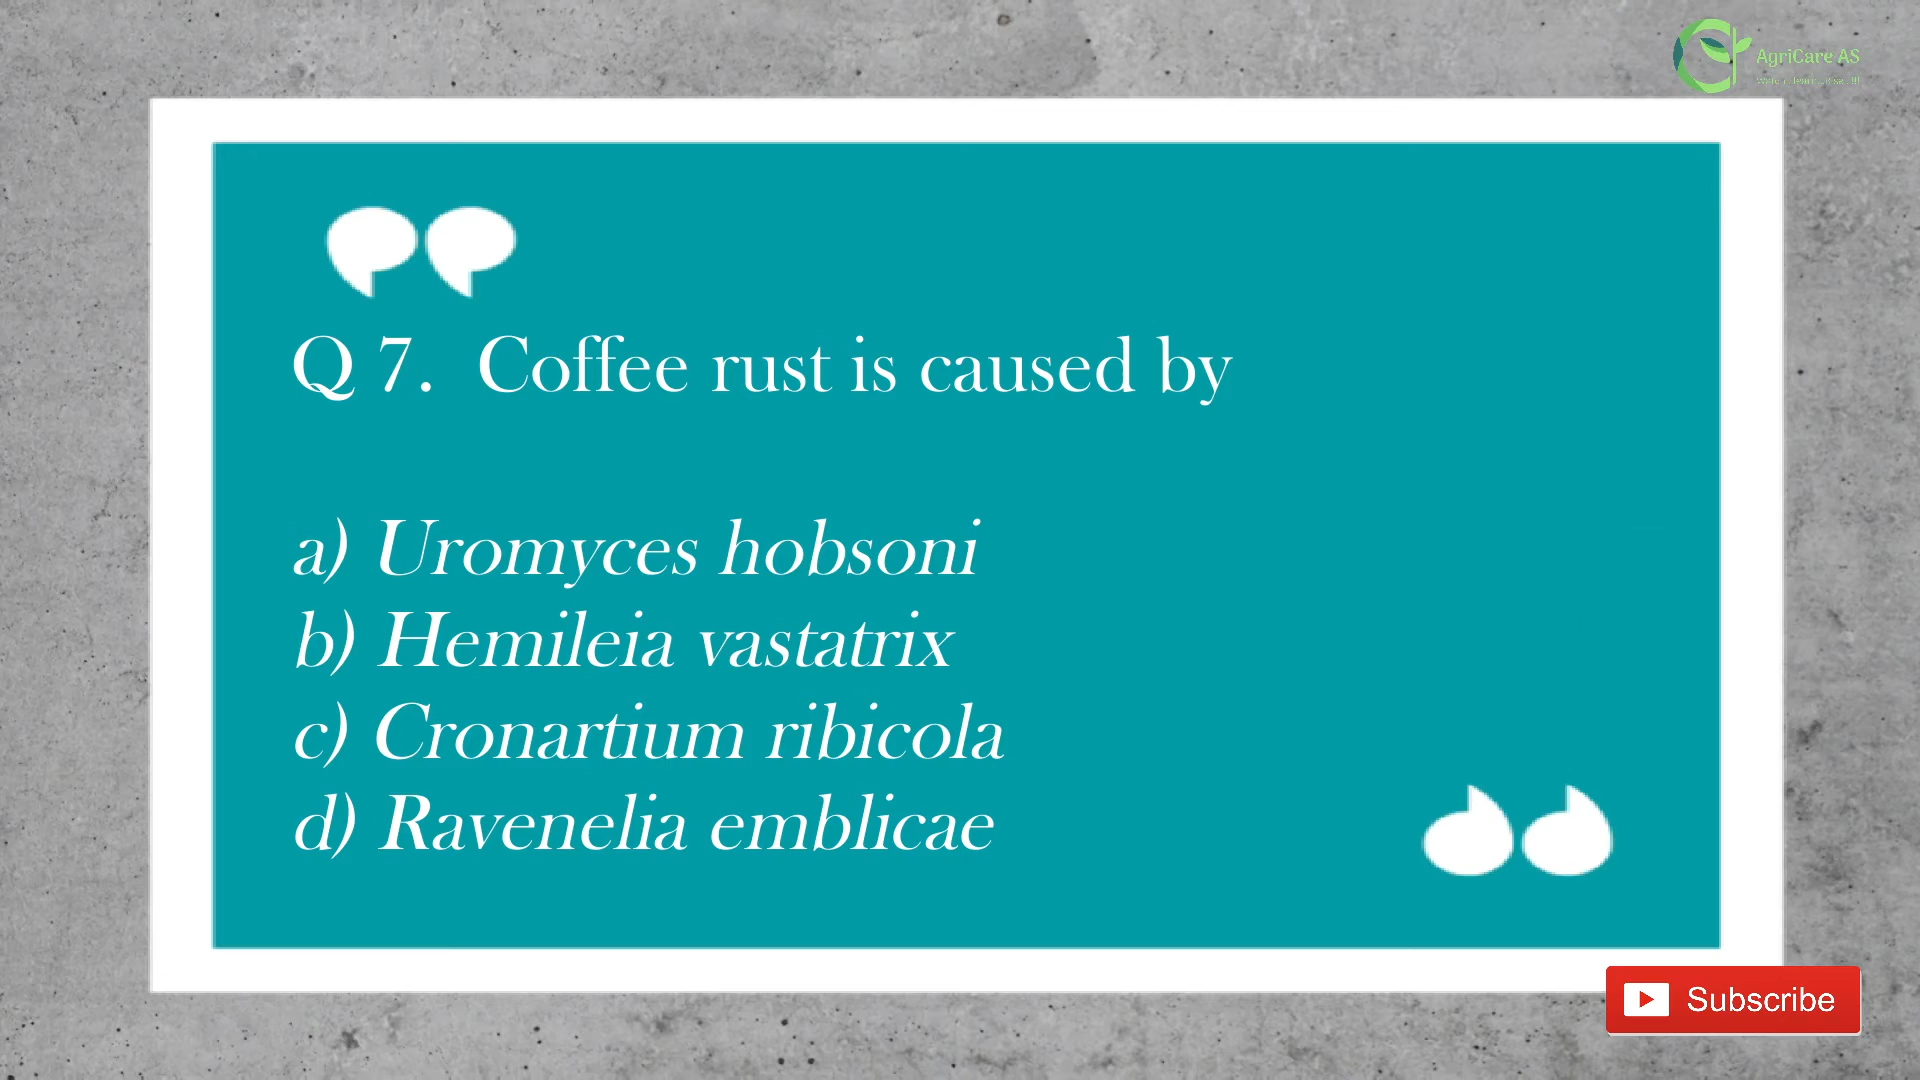 AgriCare AS
Q 7. Coffee rust is caused by
a) Uromyces hobsoni
b) Hemileia vastatrix
c) Cronartium ribicola
d) Ravenelia emblicae
Subscribe